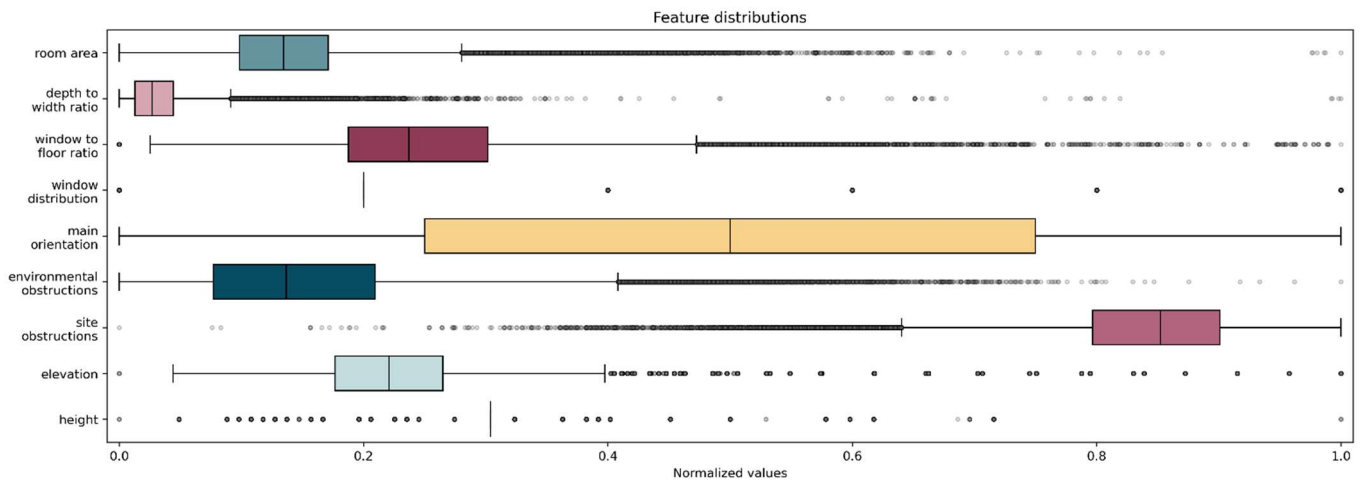 Feature distributions
room area
depth to
width ratio
window to
floor ratio
window
distribution
main
orientation
environmental
obstructions
site
obstructions
elevation
height
0.0 0.2 0.4 0.6 0.8 1.0
Normalized values